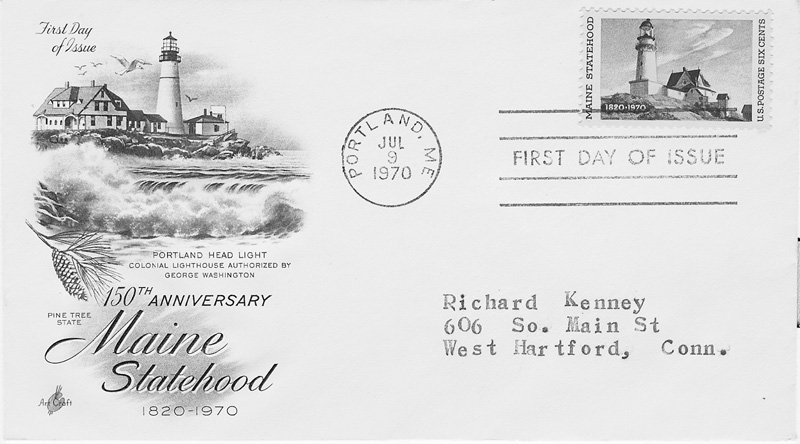 First Day
of Issue
PORTLAND HEAD LIGHT
COLONIAL LIGHTHOUSE AUTHORIZED BY
GEORGE WASHINGTON
150TH ANNIVERSARY
PINE TREE
STATE
Maine
Statehood
1820-1970
Art Craft
PORTLAND, ME
JUL
9
1970
MAINE STATEHOOD
1820·1970
U.S. POSTAGE SIX CENTS
FIRST DAY OF ISSUE
Richard Kenney
606 So. Main St
West Hartford, Conn.